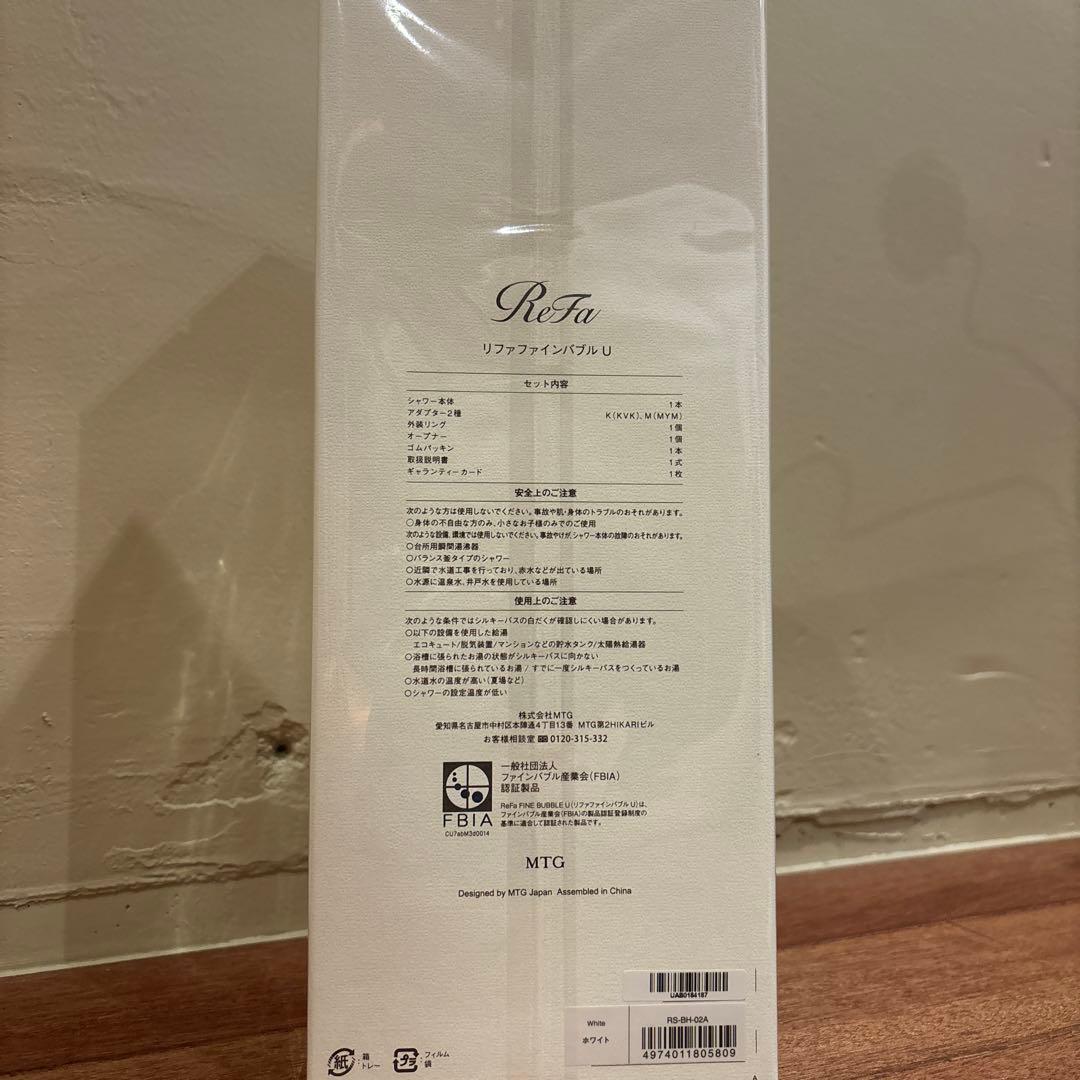 ReFa
リファファインバブル U
セット内容
シャワー本体 1本
アダプター2種 K(KVK)、M(MYM)
外装リング 1個
オープナー 1個
ゴムパッキン 1本
取扱説明書 1式
ギャランティーカード 1枚
安全上のご注意
次のような方は使用しないでください。事故や肌・身体のトラブルのおそれがあります。
○身体の不自由な方のみ、小さなお子様のみでのご使用
次のような設備、環境では使用しないでください。事故やけが、シャワー本体の故障のおそれがあります。
○台所用瞬間湯沸器
○バランス釜タイプのシャワー
○近隣で水道工事を行っており、赤水などが出ている場所
○水源に温泉水、井戸水を使用している場所
使用上のご注意
次のような条件ではシルキーバスの白だくが確認しにくい場合があります。
○以下の設備を使用した給湯
エコキュート/脱気装置/マンションなどの貯水タンク/太陽熱給湯器
○浴槽に張られたお湯の状態がシルキーバスに向かない
長時間浴槽に張られているお湯 / すでに一度シルキーバスをつくっているお湯
○水道水の温度が高い(夏場など)
○シャワーの設定温度が低い
株式会社MTG
愛知県名古屋市中村区本陣通4丁目13番 MTG第2HIKARIビル
お客様相談室 0120-315-332
一般社団法人
ファインバブル産業会(FBIA)
認証製品
ReFa FINE BUBBLE U(リファファインバブル U)は、
ファインバブル産業会(FBIA)の製品認証登録制度の
基準に適合して認証された製品です。
FBIA
CU7abM3d0014
MTG
Designed by MTG Japan Assembled in China
UAB0184187
White RS-BH-02A
ホワイト
4974011805809
紙 : 箱
トレー
プラ : フィルム
袋
A